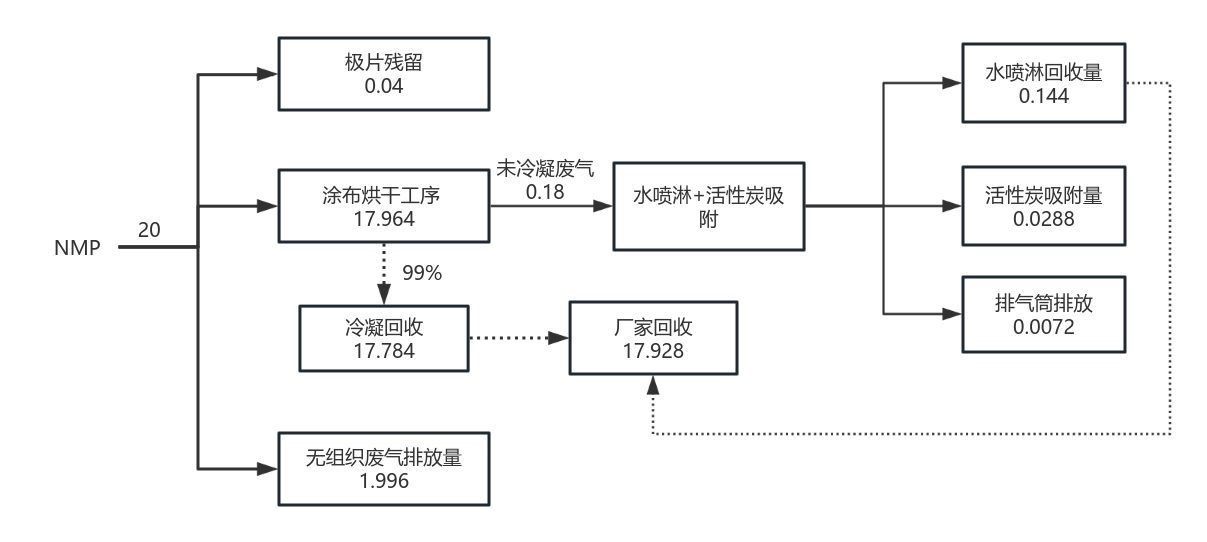 极片残留
0.04
水喷淋回收量
0.144
未冷凝废气
0.18
涂布烘干工序
17.964
水喷淋+活性炭吸
附
活性炭吸附量
0.0288
20
NMP
99%
排气筒排放
0.0072
冷凝回收
17.784
厂家回收
17.928
无组织废气排放量
1.996